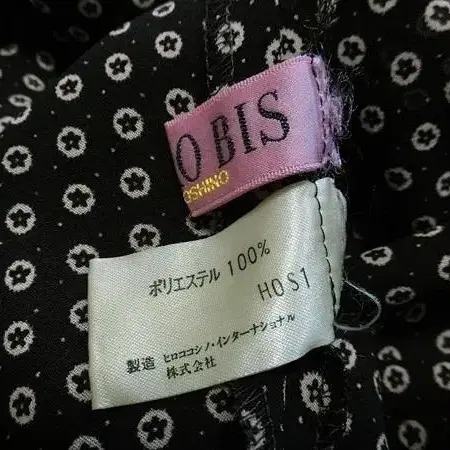 O BIS
OSHINO
ポリエステル 100%
HOS1
製造 ヒロココシノ・インターナショナル
株式会社